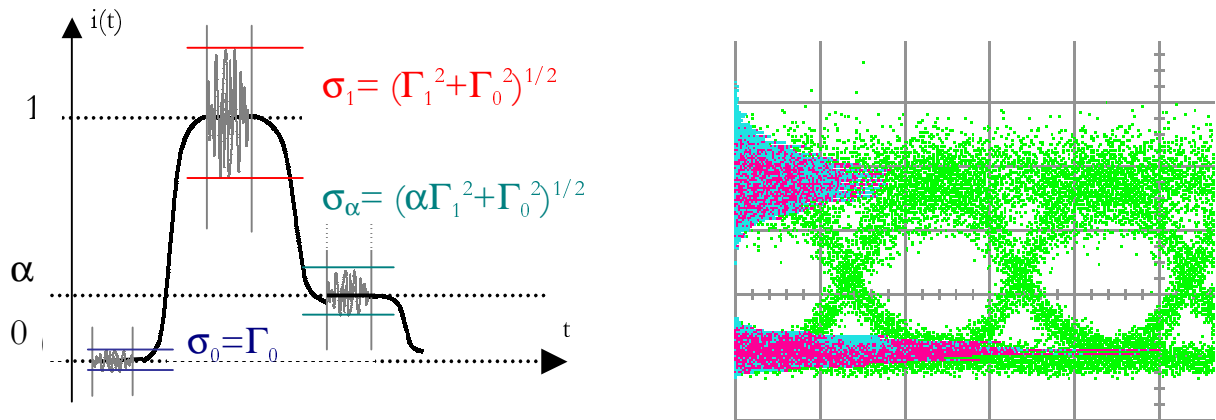 i(t)
σ₁= (Γ₁²+Γ₀²)^1/2
1
σα= (αΓ₁²+Γ₀²)^1/2
α
0
σ₀=Γ₀
t